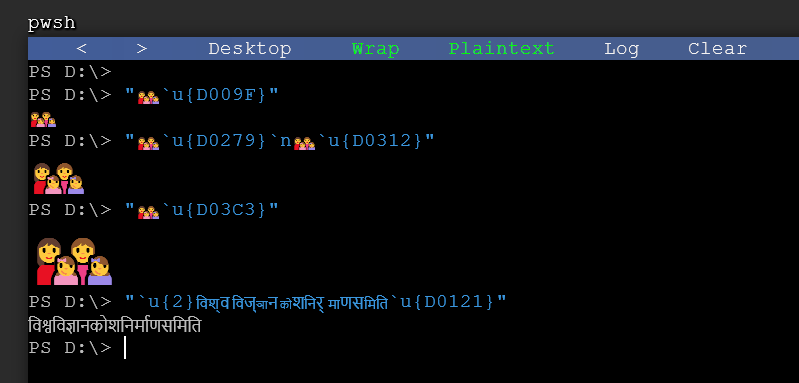 pwsh
< > Desktop Wrap Plaintext Log Clear
PS D:\>
PS D:\> "👩‍👩‍👧‍👧`u{D009F}"
👩‍👩‍👧‍👧
PS D:\> "👩‍👩‍👧‍👧`u{D0279}`n👩‍👩‍👧‍👧`u{D0312}"
👩‍👩‍👧‍👧
PS D:\> "👩‍👩‍👧‍👧`u{D03C3}"
👩‍👩‍👧‍👧
PS D:\> "`u{2}विश्वविज्ञानकोशनिर्माणसमिति`u{D0121}"
विश्वविज्ञानकोशनिर्माणसमिति
PS D:\>